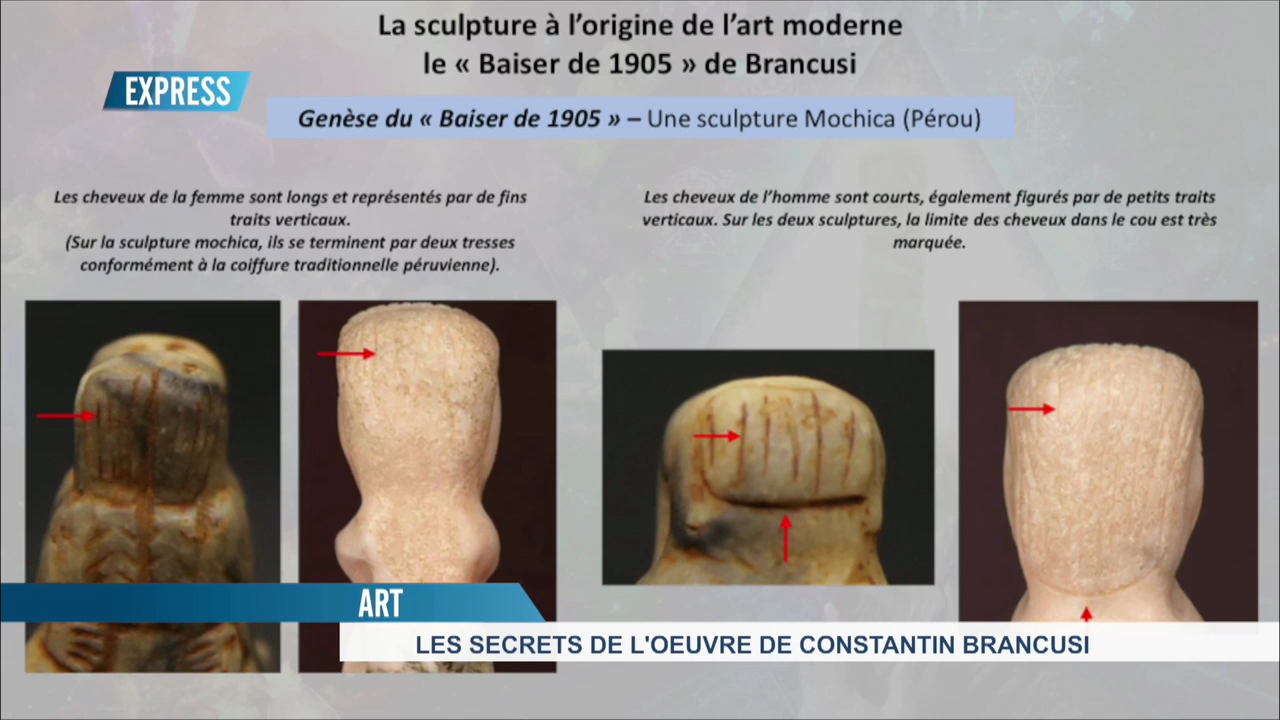 La sculpture à l’origine de l’art moderne
le « Baiser de 1905 » de Brancusi
EXPRESS
Genèse du « Baiser de 1905 » – Une sculpture Mochica (Pérou)
Les cheveux de la femme sont longs et représentés par de fins
traits verticaux.
(Sur la sculpture mochica, ils se terminent par deux tresses
conformément à la coiffure traditionnelle péruvienne).
Les cheveux de l’homme sont courts, également figurés par de petits traits
verticaux. Sur les deux sculptures, la limite des cheveux dans le cou est très
marquée.
ART
LES SECRETS DE L'OEUVRE DE CONSTANTIN BRANCUSI